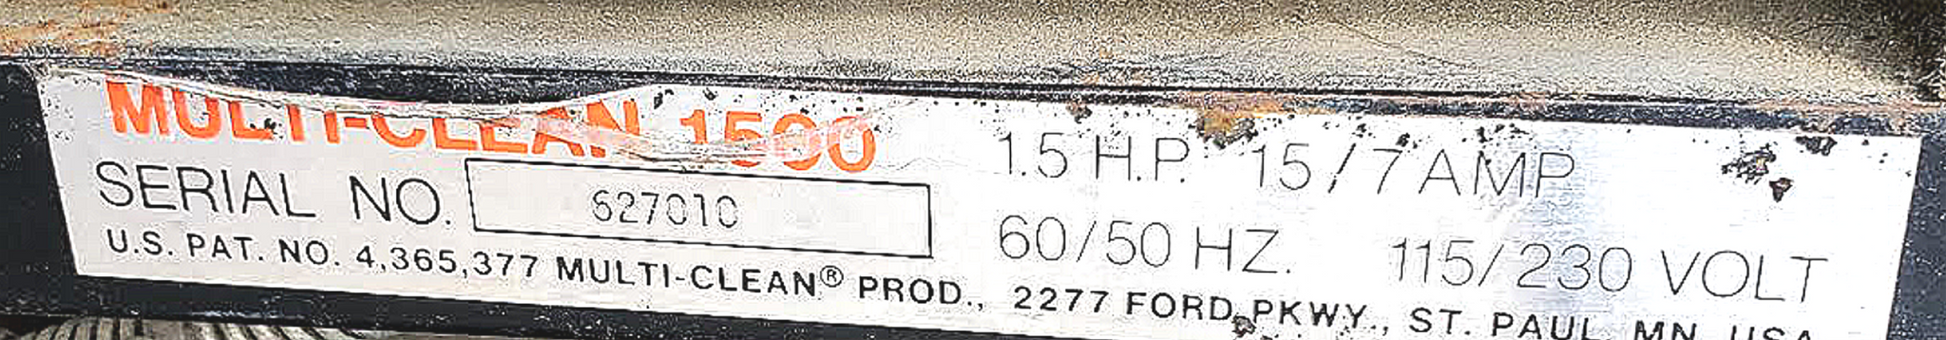 MULTI-CLEAN 1500
SERIAL NO. 627010
1.5 H.P. 15/7 AMP
60/50 HZ. 115/230 VOLT
U.S. PAT. NO. 4,365,377 MULTI-CLEAN® PROD., 2277 FORD PKWY., ST. PAUL, MN, USA